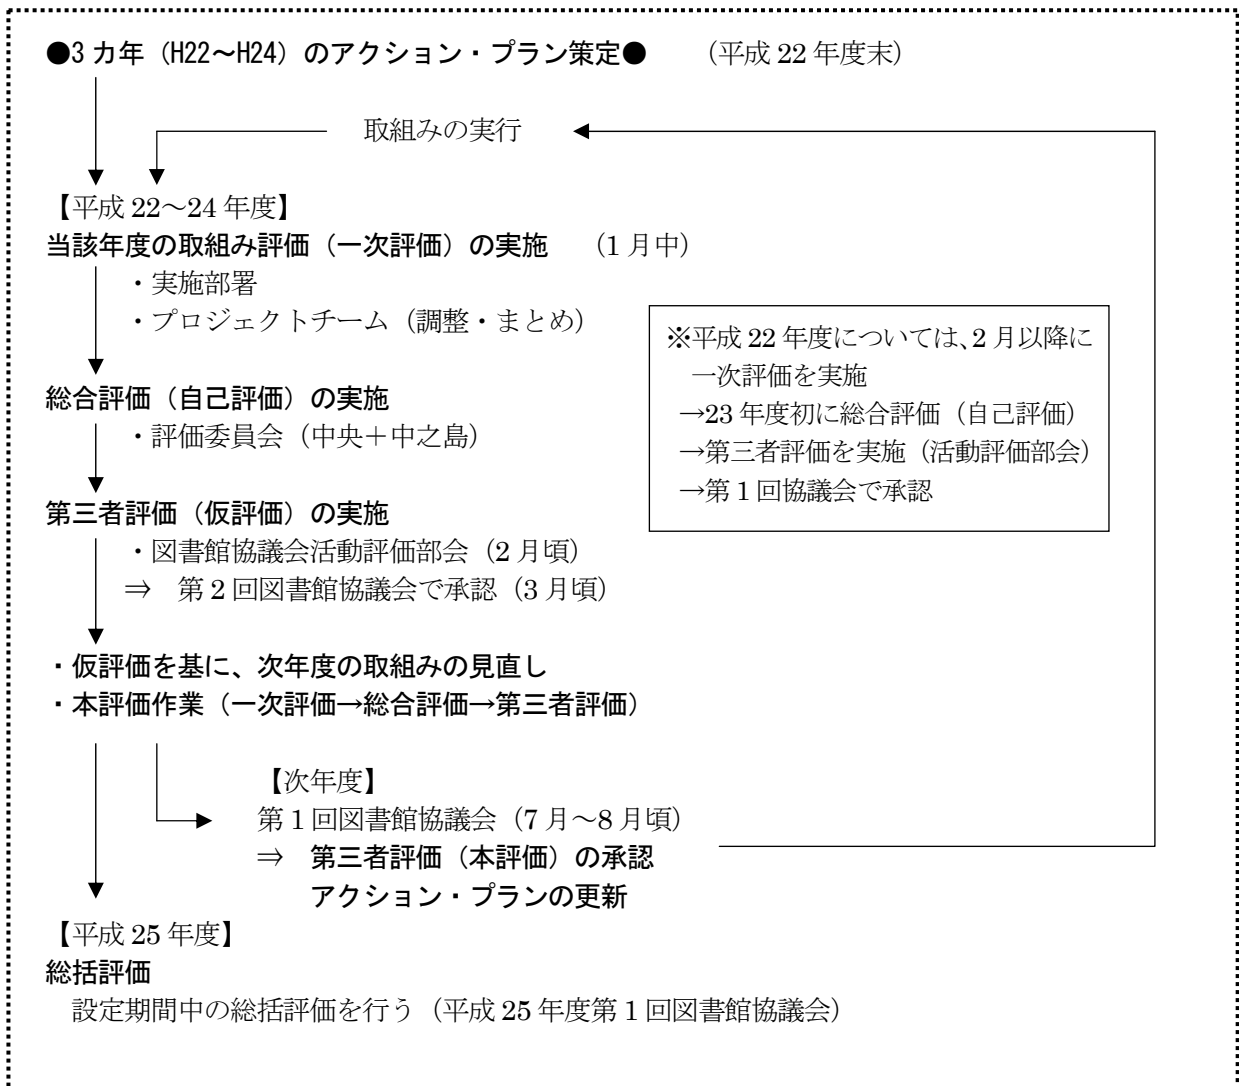 ●3カ年（H22～H24）のアクション・プラン策定● （平成22年度末）
取組みの実行
【平成22～24年度】
当該年度の取組み評価（一次評価）の実施 （1月中）
・実施部署
・プロジェクトチーム（調整・まとめ）
総合評価（自己評価）の実施
・評価委員会（中央＋中之島）
第三者評価（仮評価）の実施
・図書館協議会活動評価部会（2月頃）
⇒ 第2回図書館協議会で承認（3月頃）
※平成22年度については、2月以降に
一次評価を実施
→23年度初に総合評価（自己評価）
→第三者評価を実施（活動評価部会）
→第1回協議会で承認
・仮評価を基に、次年度の取組みの見直し
・本評価作業（一次評価→総合評価→第三者評価）
【次年度】
第1回図書館協議会（7月～8月頃）
⇒ 第三者評価（本評価）の承認
アクション・プランの更新
【平成25年度】
総括評価
設定期間中の総括評価を行う（平成25年度第1回図書館協議会）